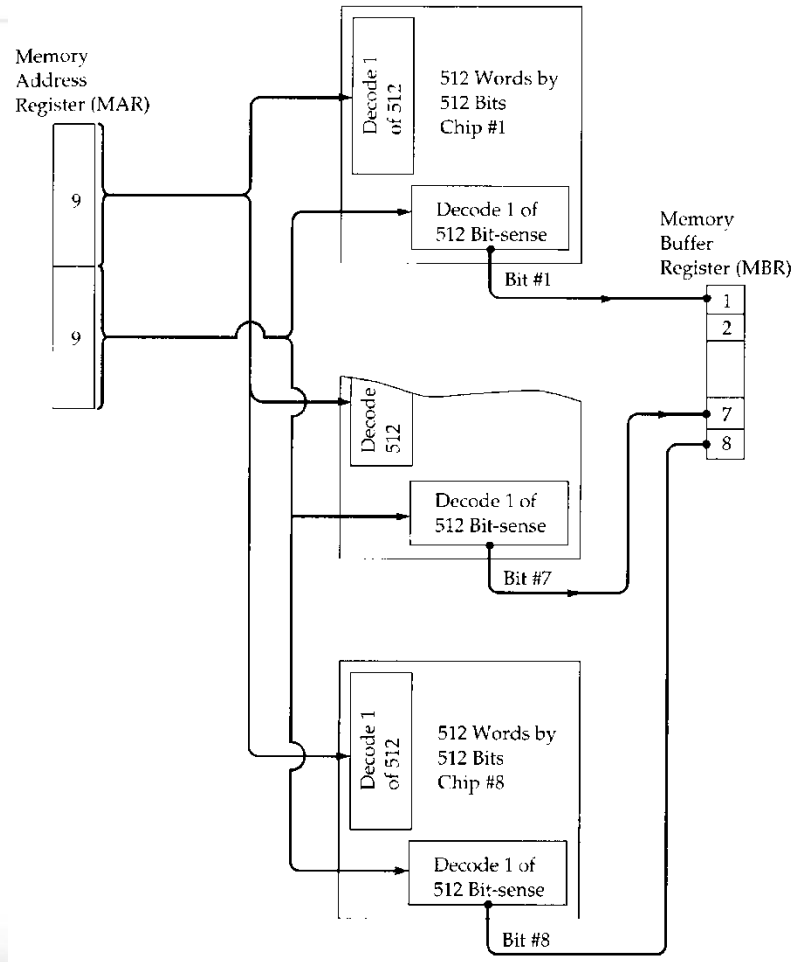 Memory
Address
Register (MAR)
9
9
Decode 1
of 512
512 Words by
512 Bits
Chip #1
Decode 1 of
512 Bit-sense
Bit #1
Memory
Buffer
Register (MBR)
1
2
7
8
Decode
512
Decode 1 of
512 Bit-sense
Bit #7
Decode 1
of 512
512 Words by
512 Bits
Chip #8
Decode 1 of
512 Bit-sense
Bit #8